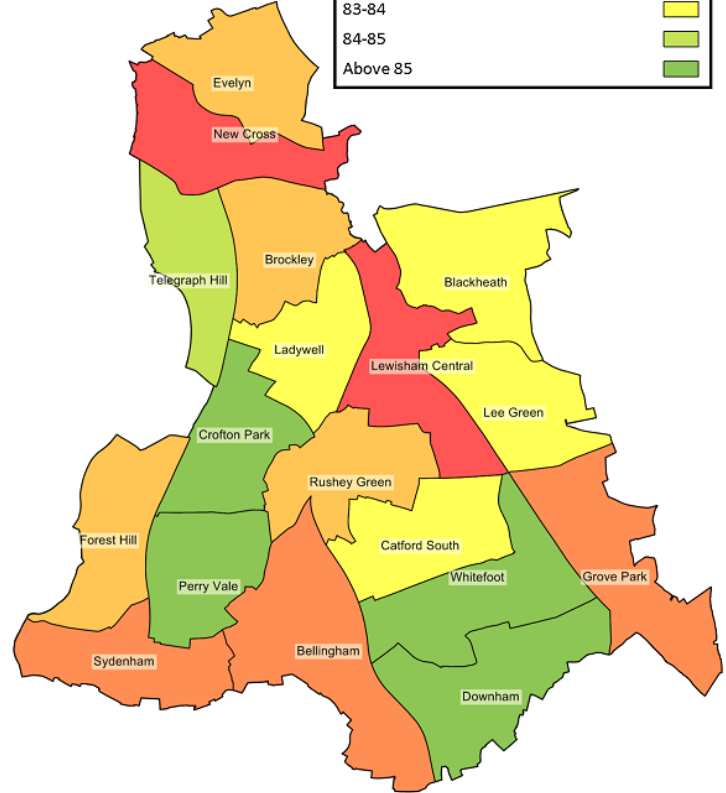 83-84
84-85
Above 85
Evelyn
New Cross
Brockley
Telegraph Hill
Blackheath
Ladywell
Lewisham Central
Lee Green
Crofton Park
Rushey Green
Forest Hill
Catford South
Whitefoot
Grove Park
Perry Vale
Bellingham
Sydenham
Downham